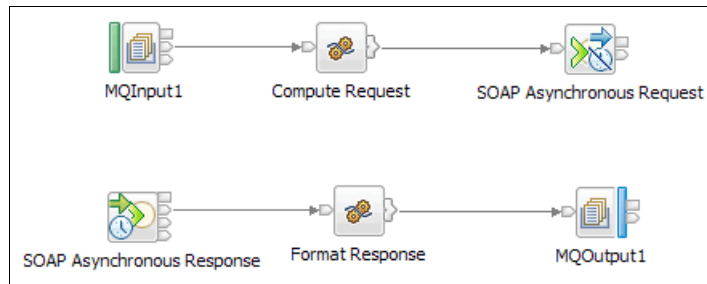 MQInput1
Compute Request
SOAP Asynchronous Request
SOAP Asynchronous Response
Format Response
MQOutput1